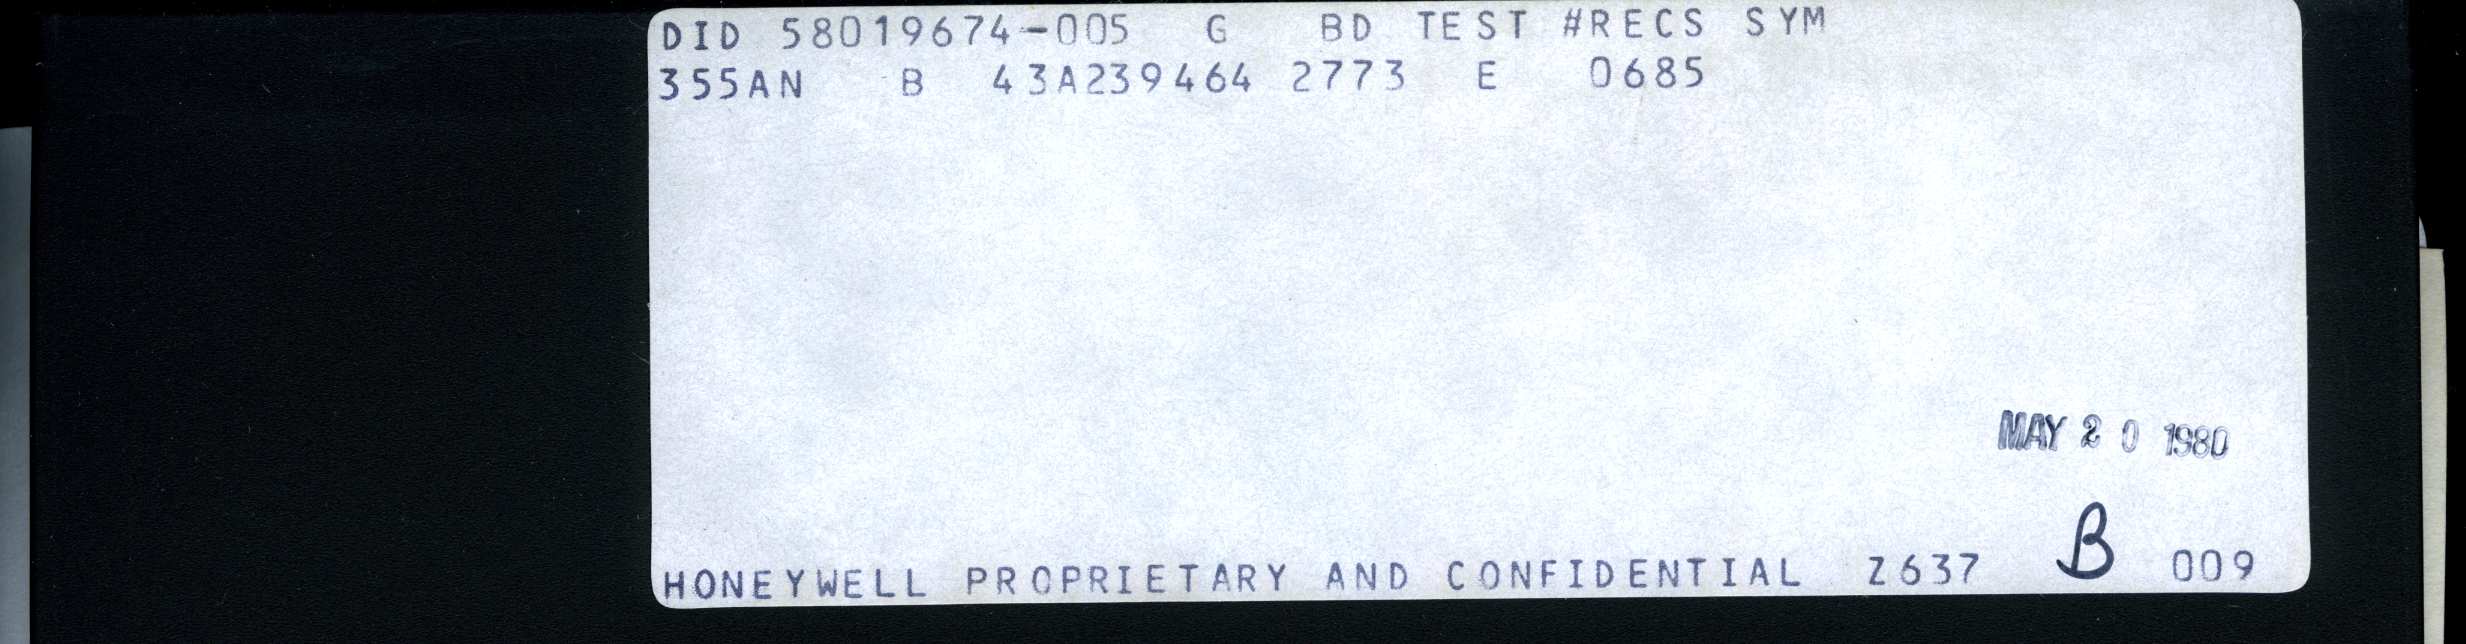 DID 58019674-005 G BD TEST #RECS SYM
355AN B 43A239464 2773 E 0685
MAY 20 1980
HONEYWELL PROPRIETARY AND CONFIDENTIAL Z637 B 009